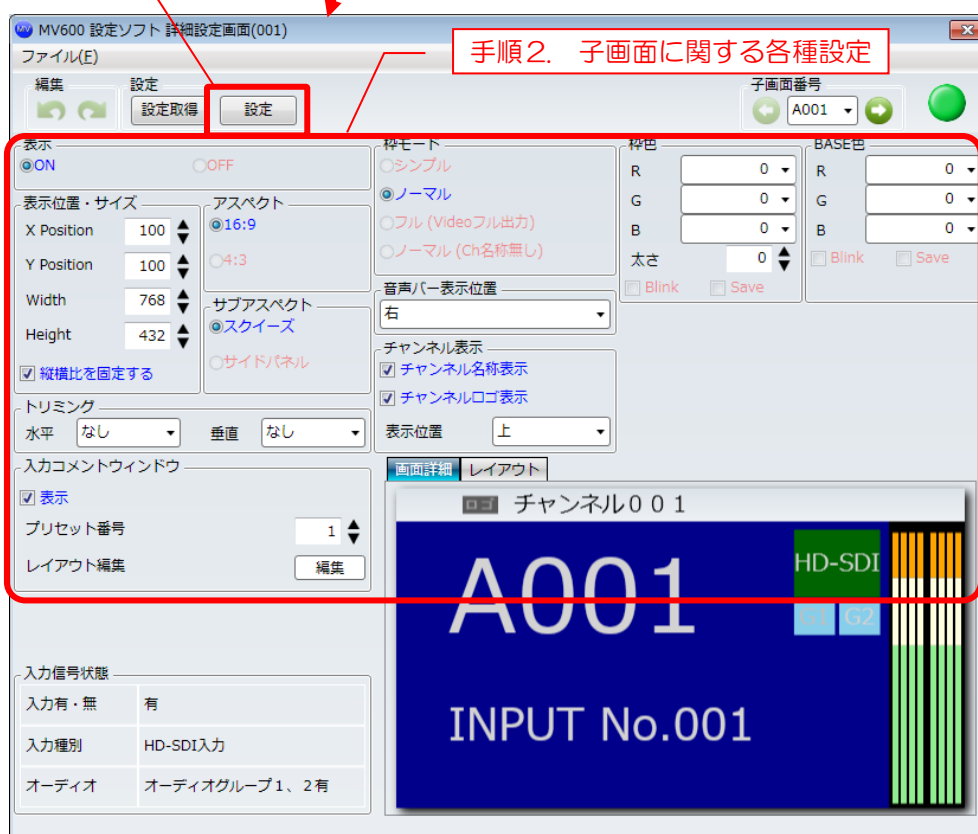 MV600 設定ソフト 詳細設定画面(001)
手順２．子画面に関する各種設定
ファイル(F)
編集
設定
設定取得
設定
子画面番号
A001
表示
ON
OFF
表示位置・サイズ
X Position 100
Y Position 100
Width 768
Height 432
縦横比を固定する
アスペクト
16:9
4:3
サブアスペクト
スクイーズ
サイドパネル
トリミング
水平 なし
垂直 なし
入力コメントウィンドウ
表示
プリセット番号 1
レイアウト編集 編集
枠モード
シンプル
ノーマル
フル (Videoフル出力)
ノーマル (Ch名称無し)
音声バー表示位置
右
チャンネル表示
チャンネル名称表示
チャンネルロゴ表示
表示位置 上
枠色
R 0
G 0
B 0
太さ 0
Blink Save
BASE色
R 0
G 0
B 0
Blink Save
画面詳細 レイアウト
ロゴ チャンネル００１
A001
HD-SDI
G1 G2
INPUT No.001
入力信号状態
入力有・無 有
入力種別 HD-SDI入力
オーディオ オーディオグループ１、２有